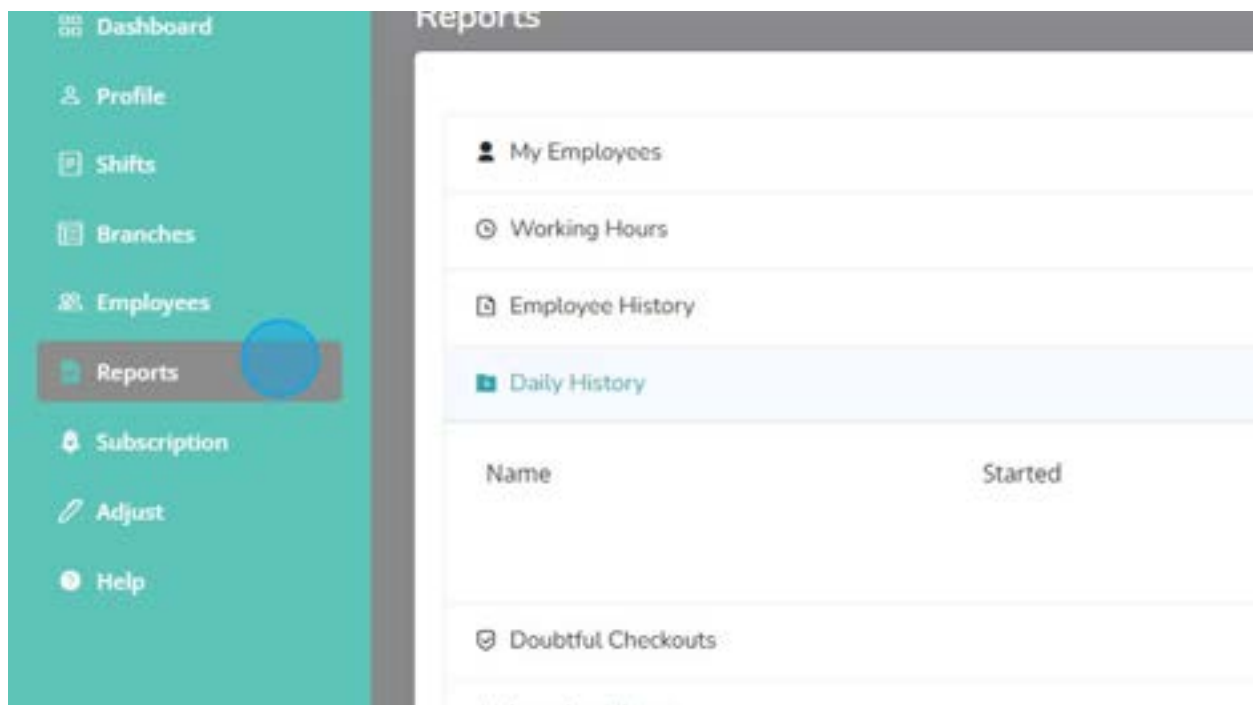 Dashboard
Profile
Shifts
Branches
Employees
Reports
Subscription
Adjust
Help
Reports
My Employees
Working Hours
Employee History
Daily History
Name Started
Doubtful Checkouts